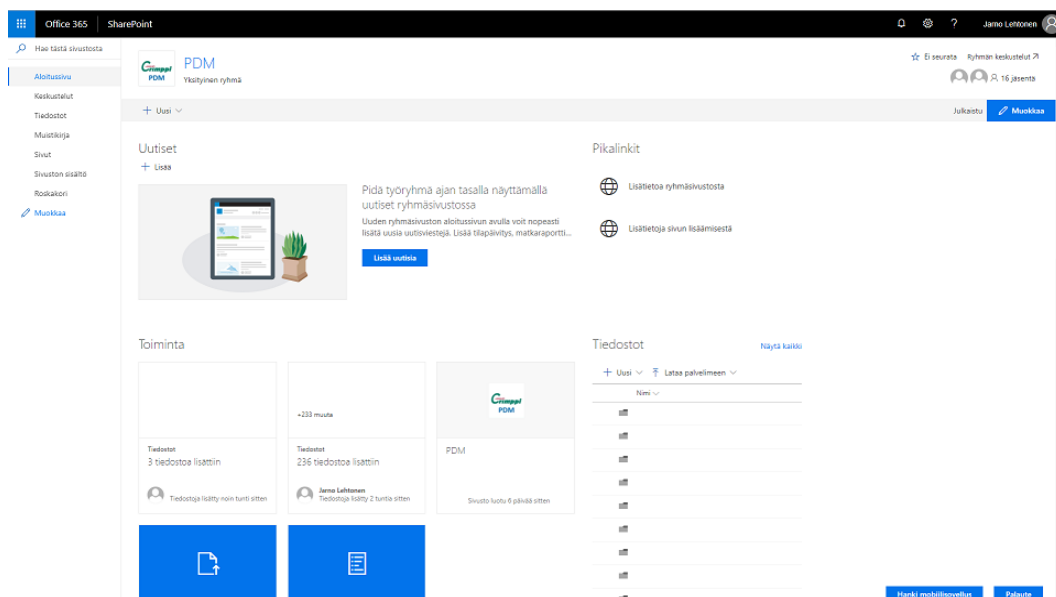 Office 365
SharePoint
?
Jarno Lehtonen
Hae tästä sivustosta
Aloitussivu
Keskustelut
Tiedostot
Muistikirja
Sivut
Sivuston sisältö
Roskakori
Muokkaa
Crimppi
PDM
PDM
Yksityinen ryhmä
Ei seurata
Ryhmän keskustelut
16 jäsentä
+ Uusi
Julkaistu
Muokkaa
Uutiset
+ Lisää
Pidä työryhmä ajan tasalla näyttämällä
uutiset ryhmäsivustossa
Uuden ryhmäsivuston aloitussivun avulla voit nopeasti
lisätä uusia uutisviestejä. Lisää tilapäivitys, matkaraportti...
Lisää uutisia
Pikalinkit
Lisätietoa ryhmäsivustosta
Lisätietoja sivun lisäämisestä
Toiminta
Tiedostot
3 tiedostoa lisättiin
Tiedostoja lisätty noin tunti sitten
+233 muuta
Tiedostot
236 tiedostoa lisättiin
Jarno Lehtonen
Tiedostoja lisätty 2 tuntia sitten
Crimppi
PDM
PDM
Sivusto luotu 6 päivää sitten
Tiedostot
Näytä kaikki
+ Uusi
Lataa palvelimeen
Nimi
Hanki mobiilisovellus
Palaute